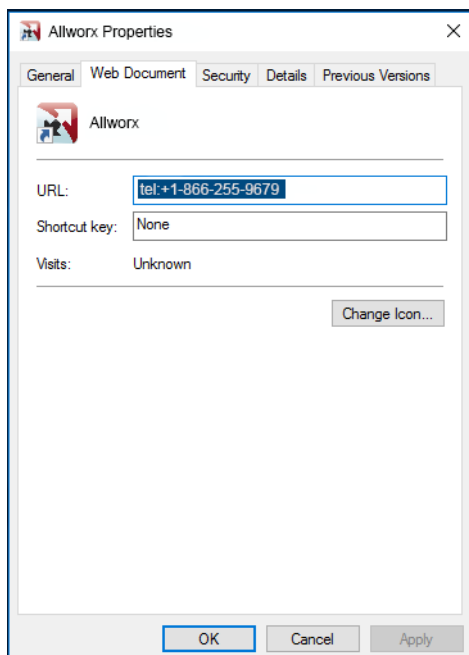 Allworx Properties
General Web Document Security Details Previous Versions
Allworx
URL: tel:+1-866-255-9679
Shortcut key: None
Visits: Unknown
Change Icon...
OK Cancel Apply